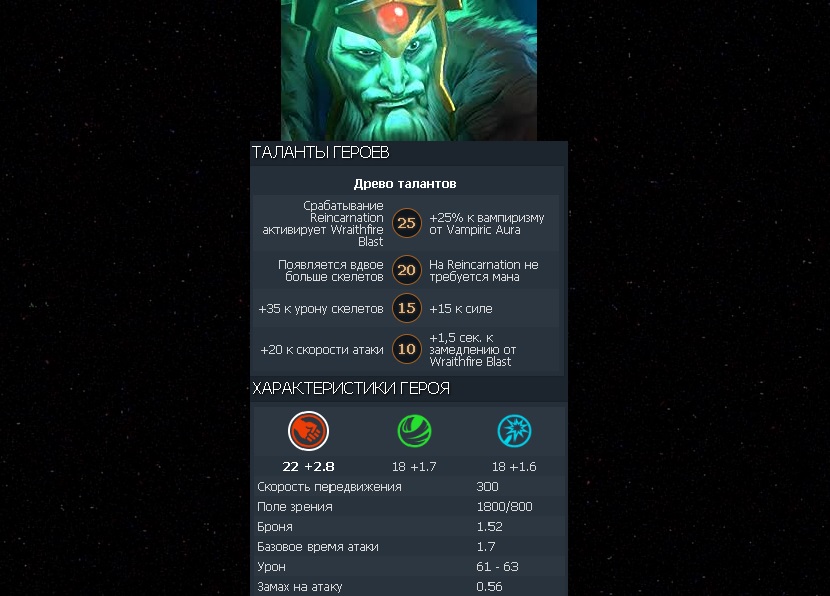 ТАЛАНТЫ ГЕРОЕВ
Древо талантов
Срабатывание
Reincarnation
активирует Wraithfire
Blast
25
+25% к вампиризму
от Vampiric Aura
Появляется вдвое
больше скелетов
20
На Reincarnation не
требуется мана
+35 к урону скелетов
15
+15 к силе
+20 к скорости атаки
10
+1,5 сек. к
замедлению от
Wraithfire Blast
ХАРАКТЕРИСТИКИ ГЕРОЯ
22 +2.8
18 +1.7
18 +1.6
Скорость передвижения 300
Поле зрения 1800/800
Броня 1.52
Базовое время атаки 1.7
Урон 61 - 63
Замах на атаку 0.56